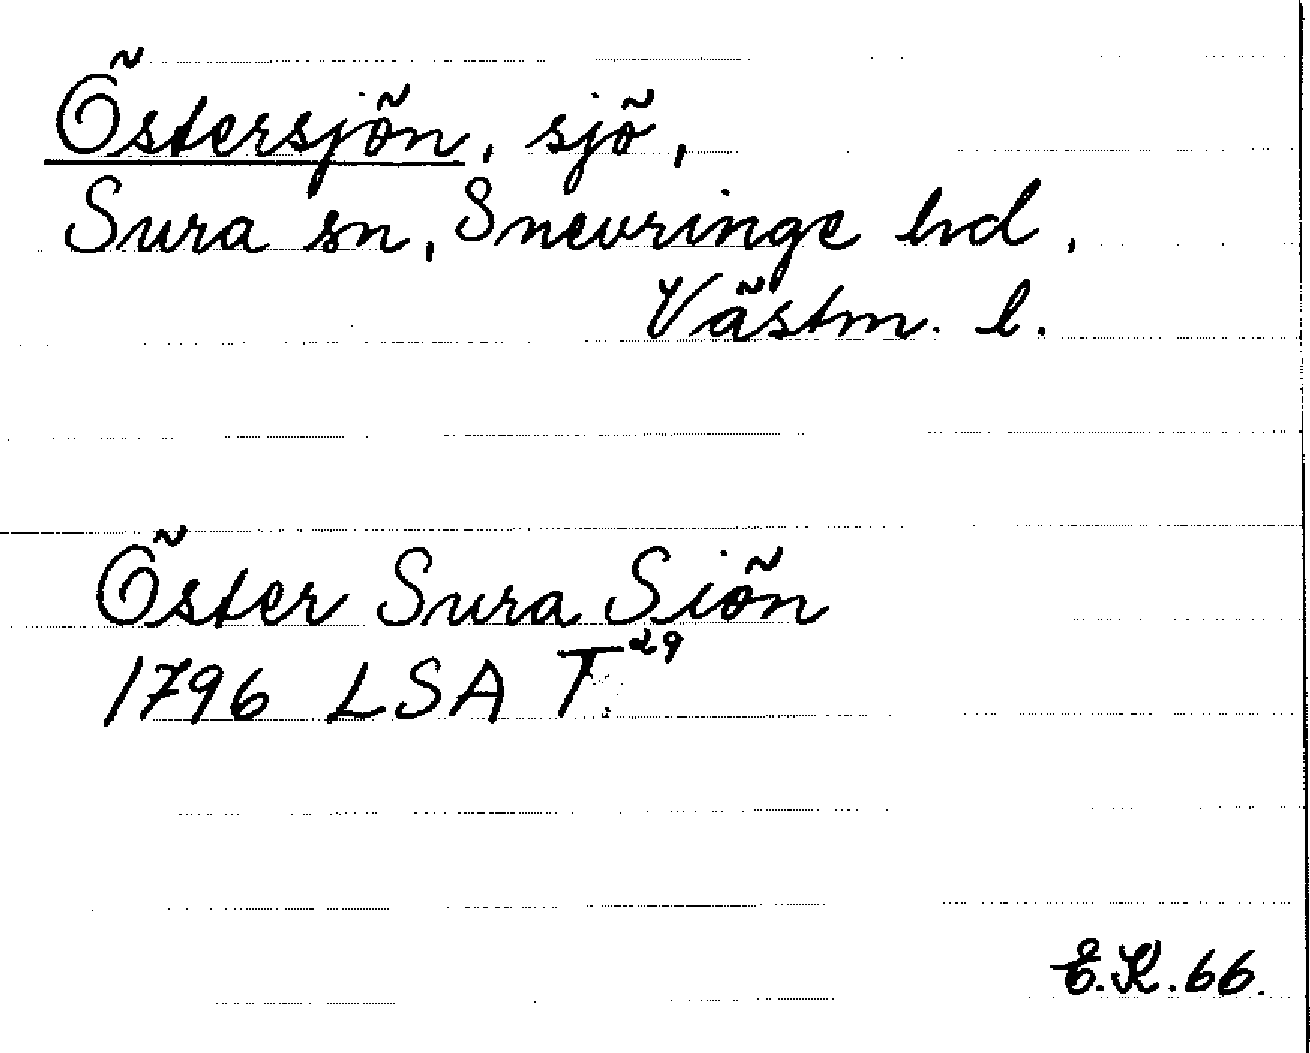 Östersjön, sjö,
Sura sn, Snevringe hd,
Västm. l.
Öster Sura Siön
1796 LSA T²⁹
E.K.66.